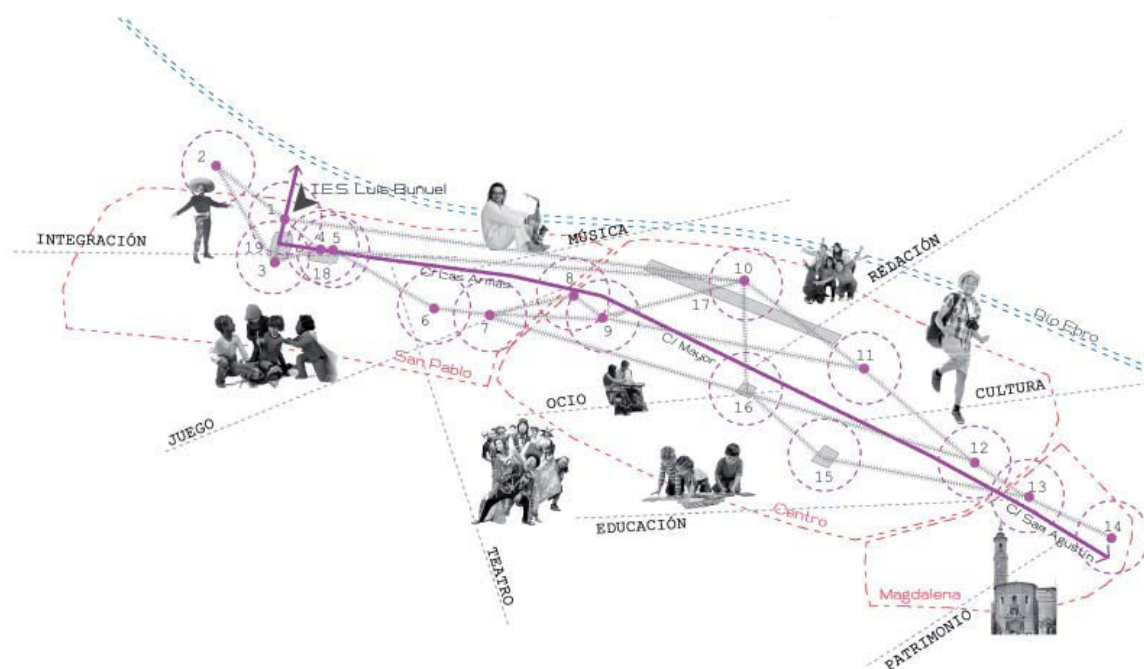 2
I.E.S. Luis Buñuel
1
INTEGRACIÓN
19
3
4
5
18
MÚSICA
REDACIÓN
C/ Las Armas
8
10
17
Río Ebro
6
7
9
C/ Mayor
San Pablo
11
JUEGO
OCIO
16
CULTURA
12
15
13
14
EDUCACIÓN
Centro
C/ San Agustín
TEATRO
Magdalena
PATRIMONIO